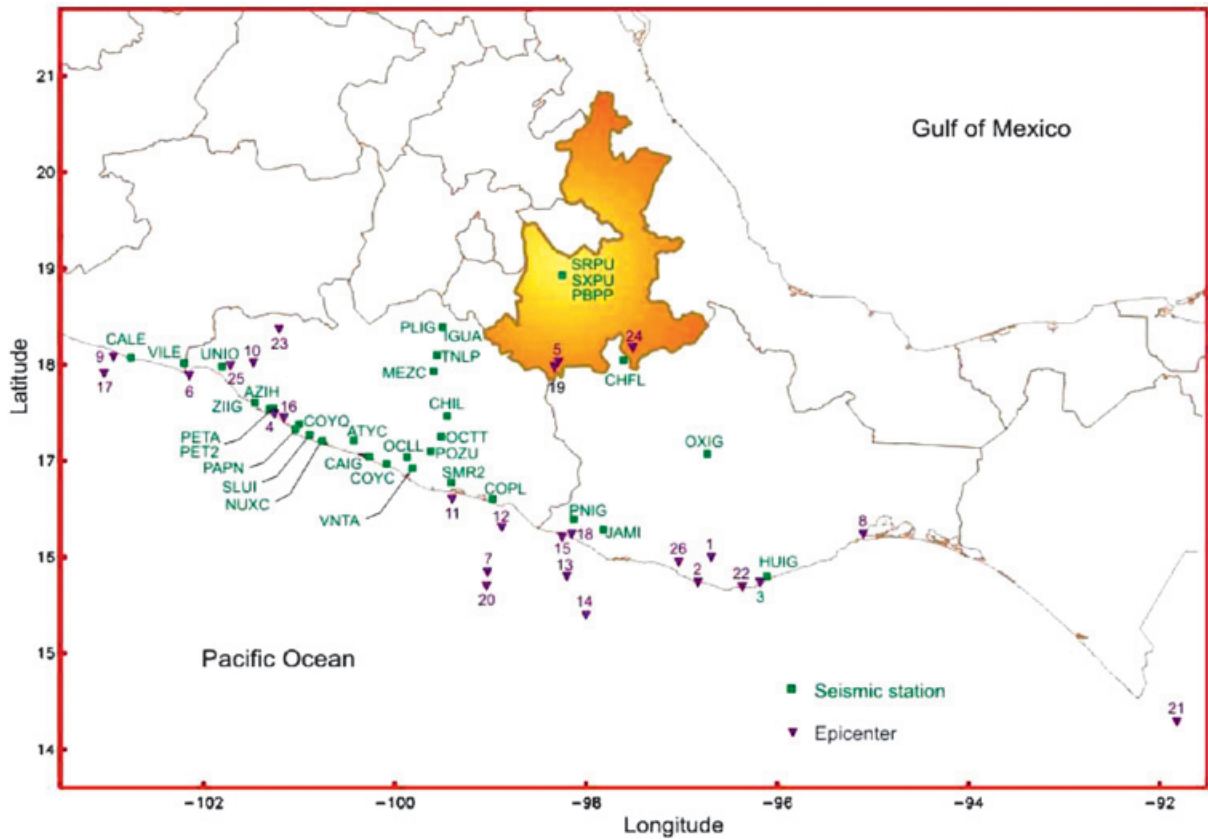 21
Gulf of Mexico
20
19
SRPU
SXPU
PBPP
PLIG
IGUA
23
5
24
CALE
10
TNLP
18
9
VILE
UNIO
MEZC
CHFL
17
6
25
19
AZIH
ZIIG
16
CHIL
PETA
4
COYQ
ATYC
OCTT
OXIG
PET2
OCLL
POZU
17
PAPN
CAIG
SLUI
COYC
SMR2
COPL
NUXC
VNTA
11
12
PNIG
JAMI
8
18
15
1
16
7
13
26
2
22
HUIG
3
20
14
15
Pacific Ocean
Seismic station
21
Epicenter
14
Latitude
−102
−100
−98
−96
−94
−92
Longitude